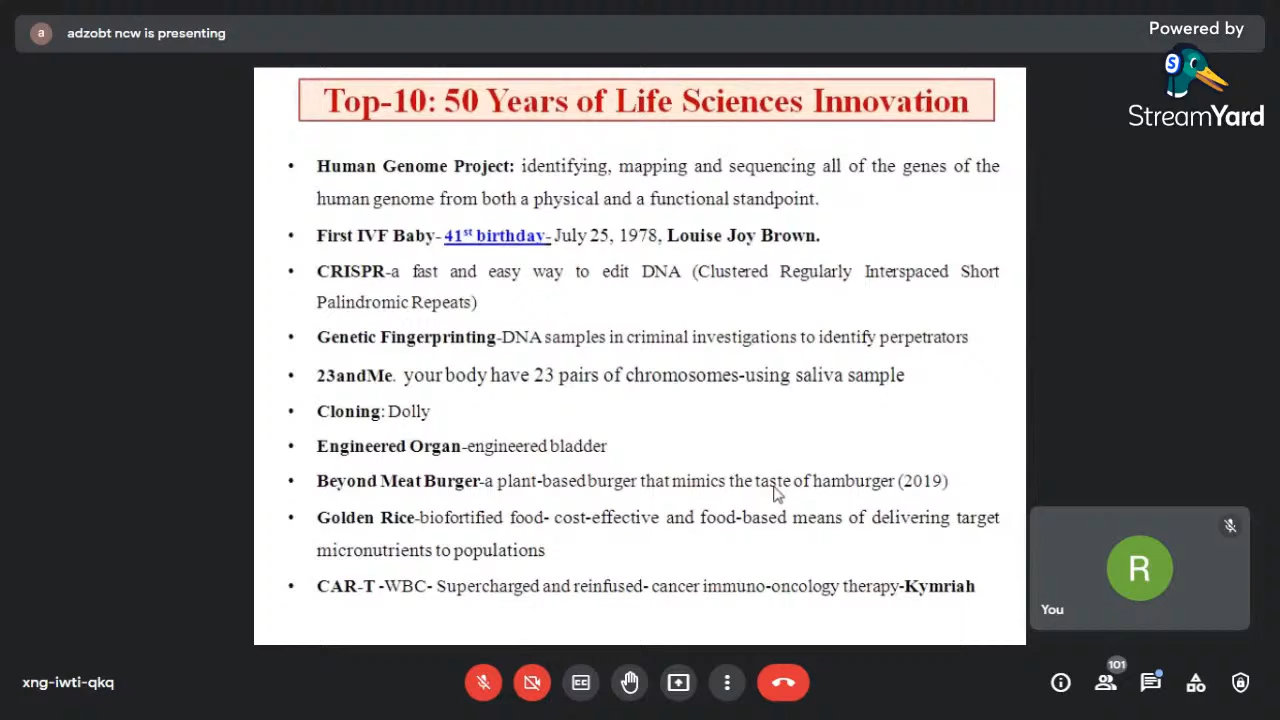 a adzobt ncw is presenting
Powered by
S
StreamYard
Top-10: 50 Years of Life Sciences Innovation
• Human Genome Project: identifying, mapping and sequencing all of the genes of the
human genome from both a physical and a functional standpoint.
• First IVF Baby- 41st birthday- July 25, 1978, Louise Joy Brown.
• CRISPR-a fast and easy way to edit DNA (Clustered Regularly Interspaced Short
Palindromic Repeats)
• Genetic Fingerprinting-DNA samples in criminal investigations to identify perpetrators
• 23andMe. your body have 23 pairs of chromosomes-using saliva sample
• Cloning: Dolly
• Engineered Organ-engineered bladder
• Beyond Meat Burger-a plant-based burger that mimics the taste of hamburger (2019)
• Golden Rice-biofortified food- cost-effective and food-based means of delivering target
micronutrients to populations
• CAR-T -WBC- Supercharged and reinfused- cancer immuno-oncology therapy-Kymriah
R
You
xng-iwti-qkq
CC
101